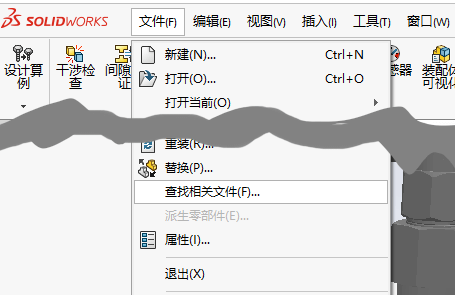 SOLIDWORKS 文件(F) 编辑(E) 视图(V) 插入(I) 工具(T) 窗口(W)
新建(N)... Ctrl+N
打开(O)... Ctrl+O
打开当前(O)
设计算例
干涉检查
间隙验证
感器
装配体
可视化
重装(R)...
替换(P)...
查找相关文件(F)...
派生零部件(E)...
属性(I)...
退出(X)